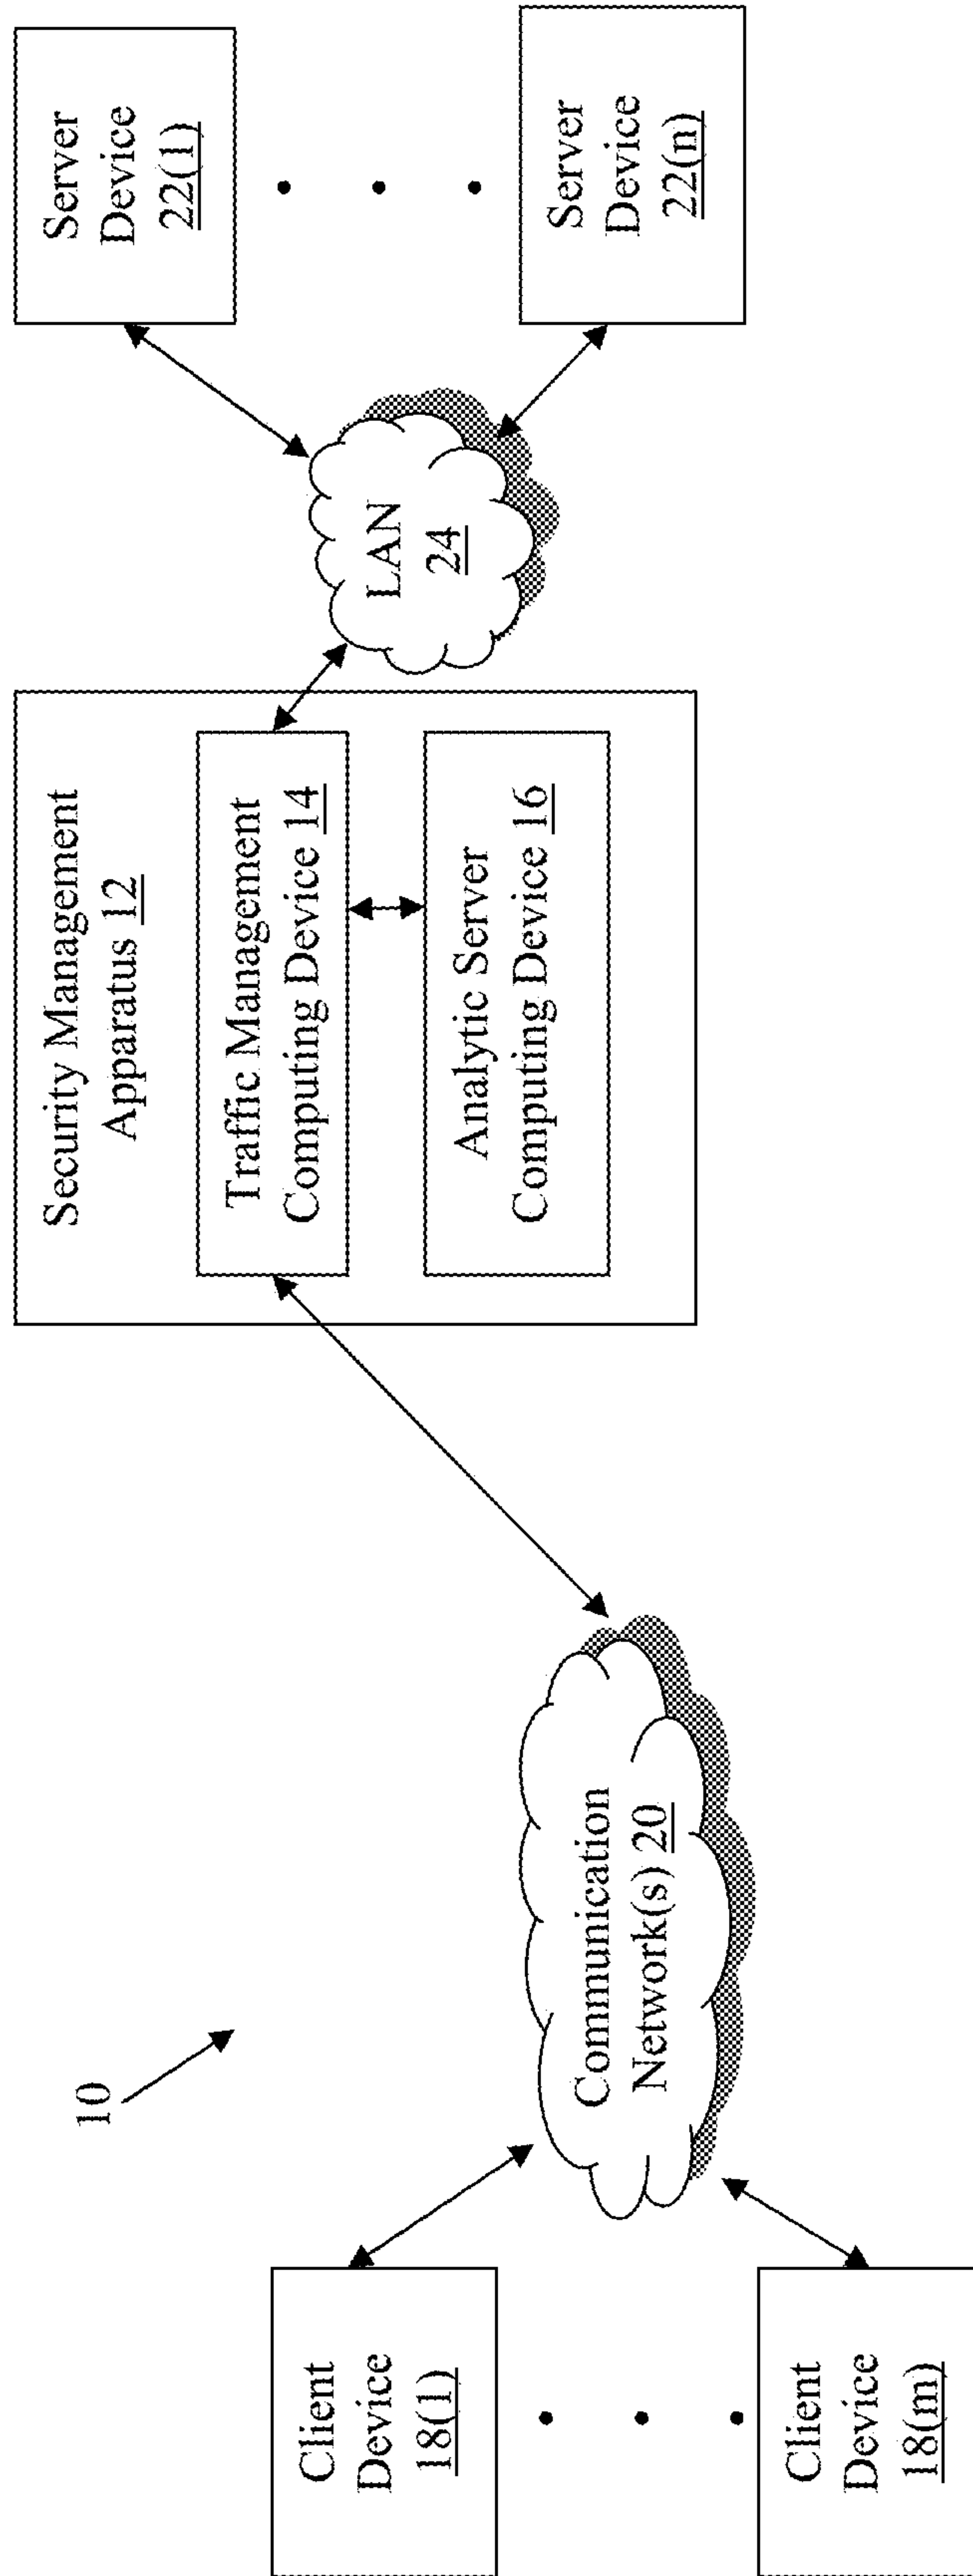 10
Client
Device
18(1)
Client
Device
18(m)
Communication
Network(s) 20
Security Management
Apparatus 12
Traffic Management
Computing Device 14
Analytic Server
Computing Device 16
LAN
24
Server
Device
22(1)
Server
Device
22(n)